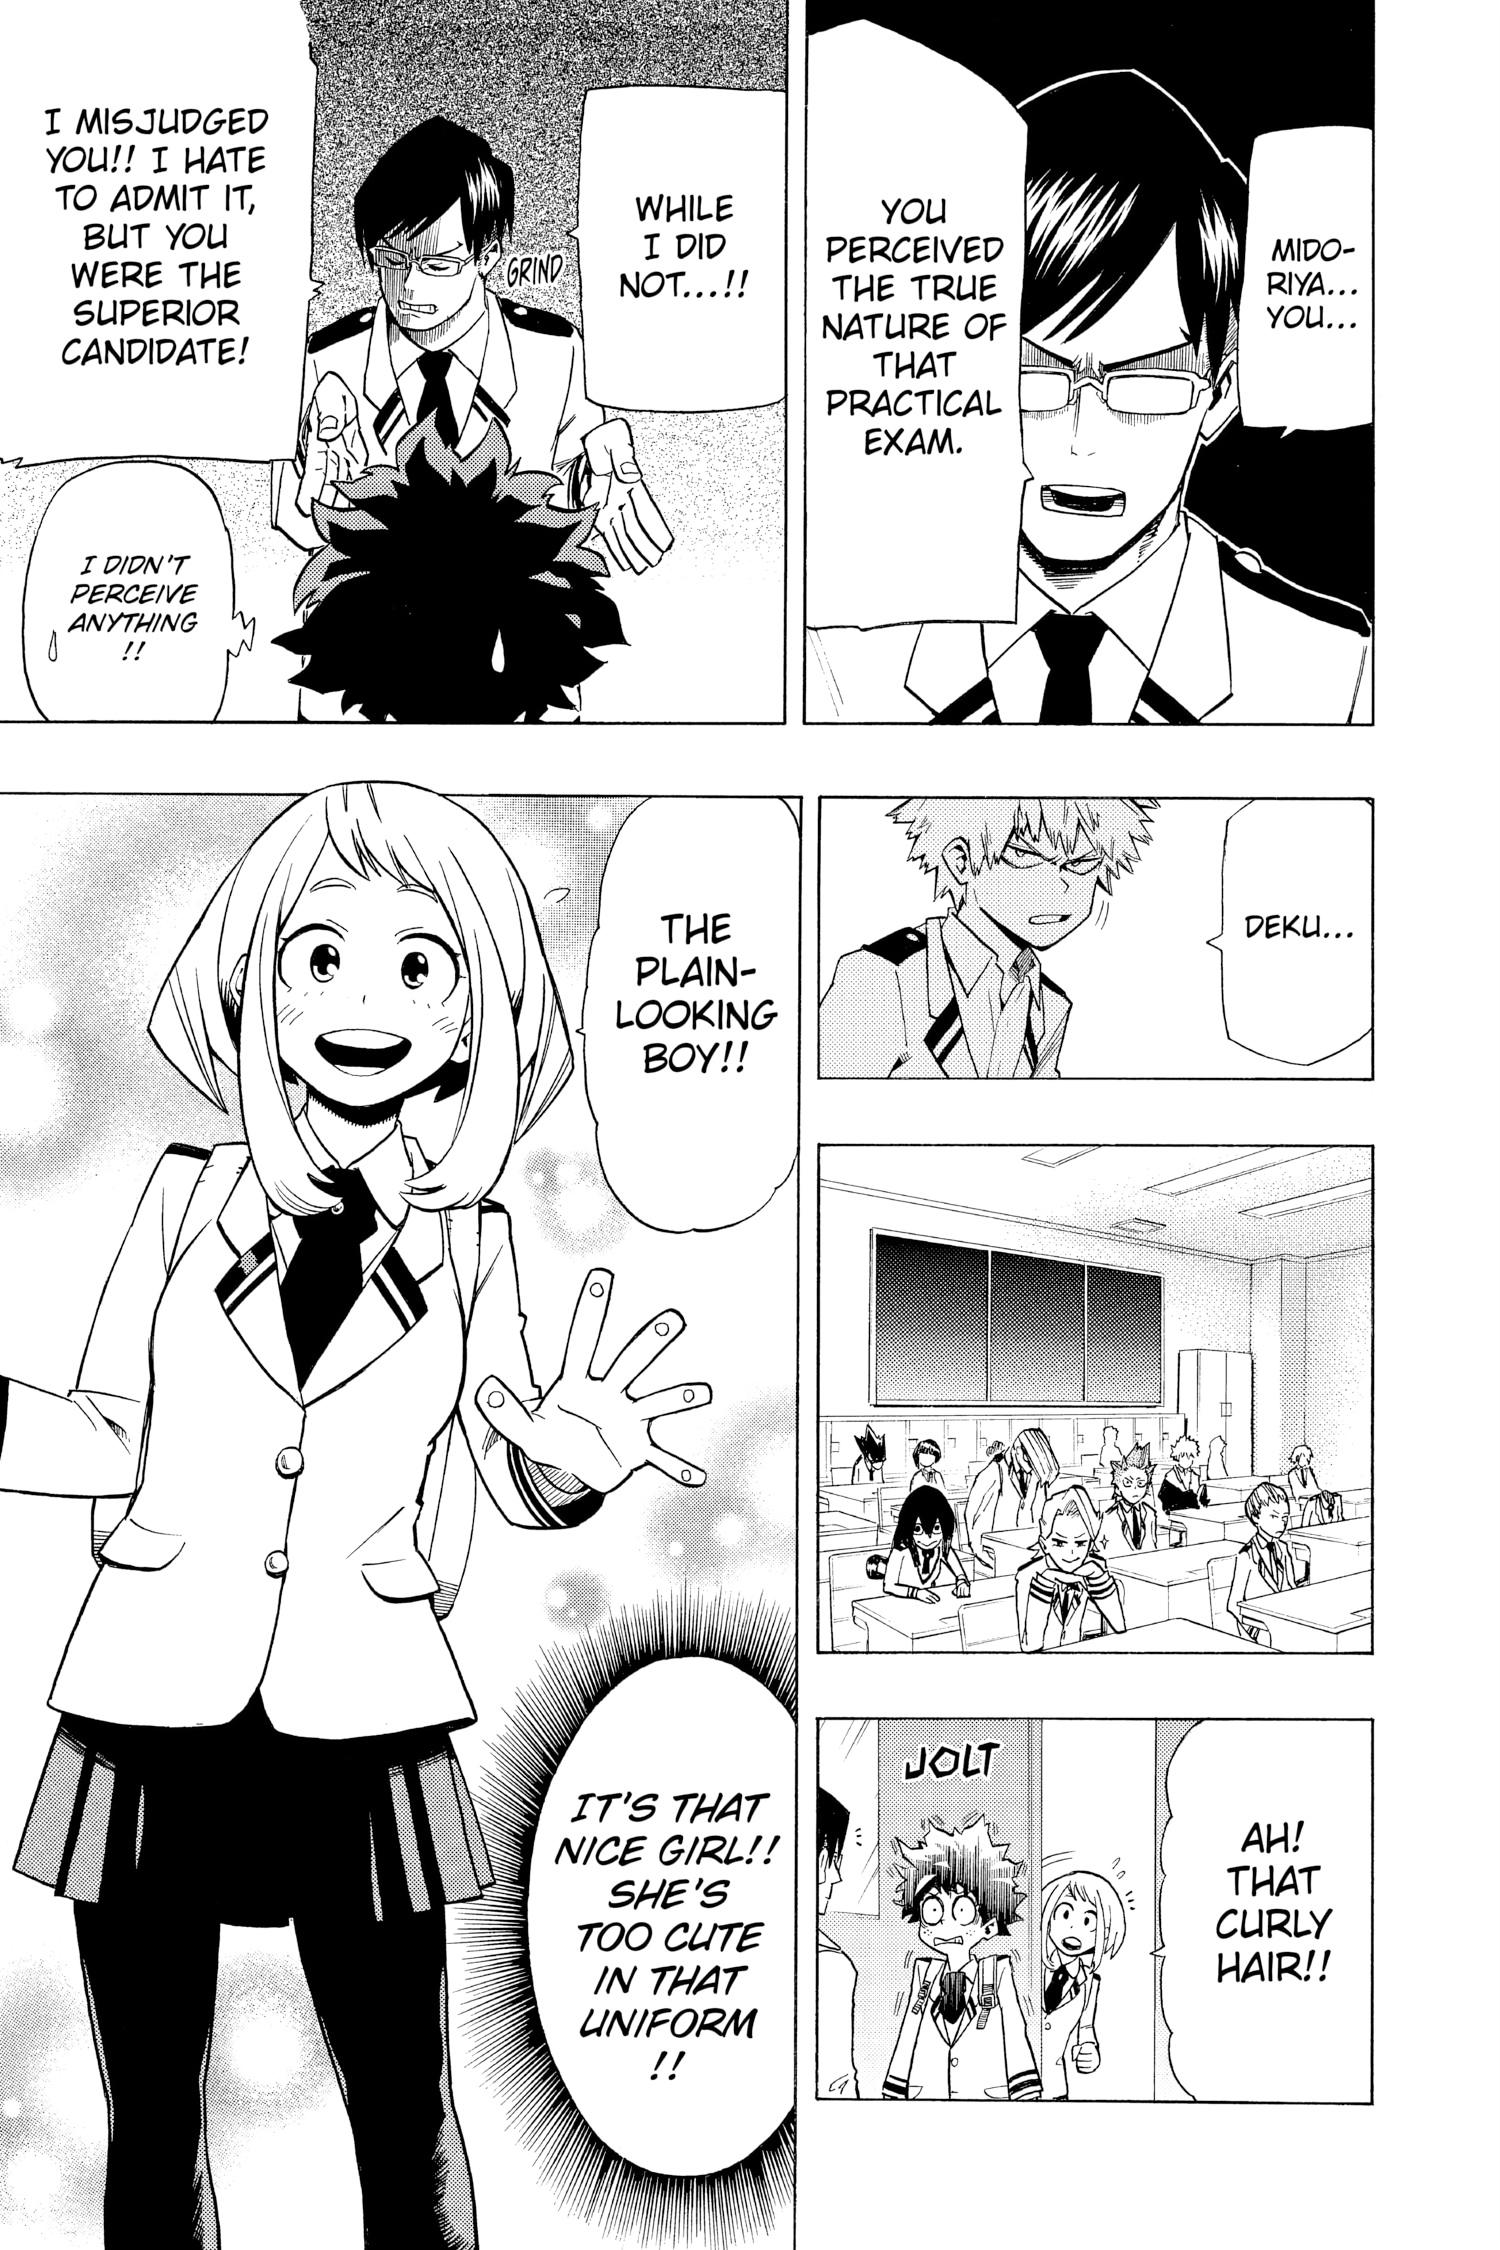 MIDO-
RIYA...
YOU...
YOU
PERCEIVED
THE TRUE
NATURE OF
THAT
PRACTICAL
EXAM.
WHILE
I DID
NOT...!!
GRIND
I MISJUDGED
YOU!! I HATE
TO ADMIT IT,
BUT YOU
WERE THE
SUPERIOR
CANDIDATE!
I DIDN'T
PERCEIVE
ANYTHING
!!
DEKU...
AH!
THAT
CURLY
HAIR!!
JOLT
THE
PLAIN-
LOOKING
BOY!!
IT'S THAT
NICE GIRL!!
SHE'S
TOO CUTE
IN THAT
UNIFORM
!!